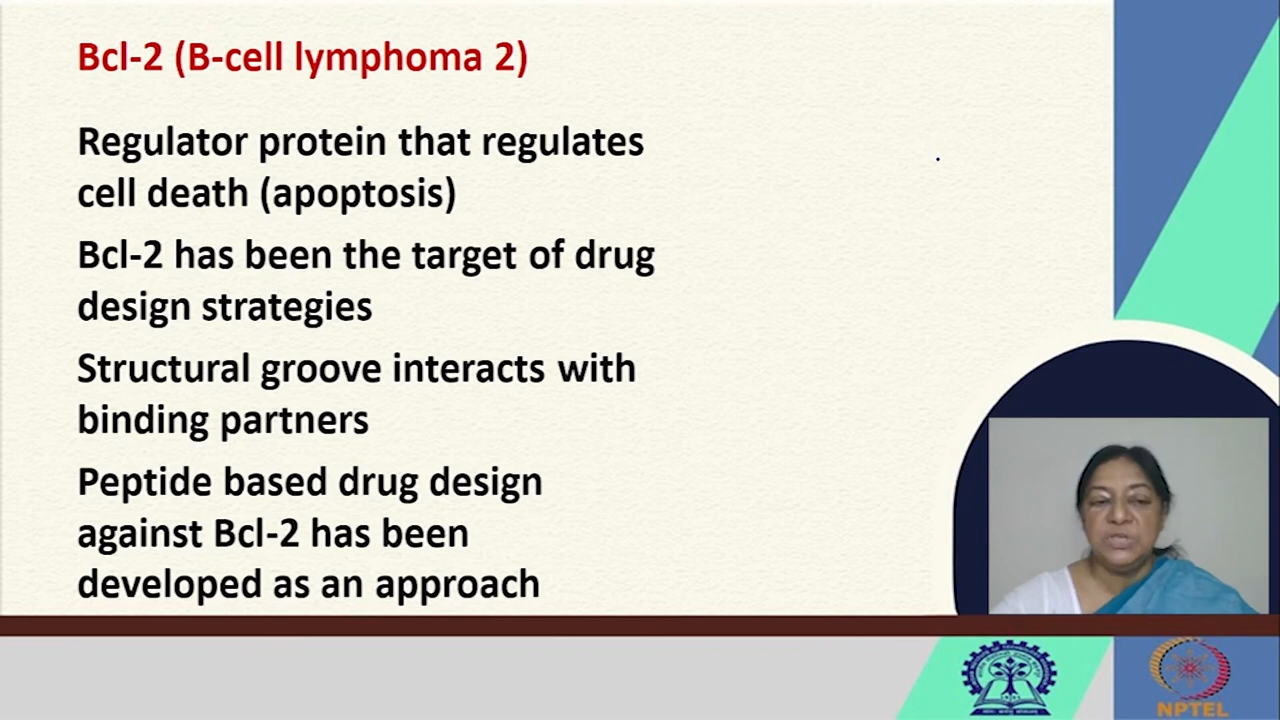 Bcl-2 (B-cell lymphoma 2)
Regulator protein that regulates
cell death (apoptosis)
Bcl-2 has been the target of drug
design strategies
Structural groove interacts with
binding partners
Peptide based drug design
against Bcl-2 has been
developed as an approach
NPTEL